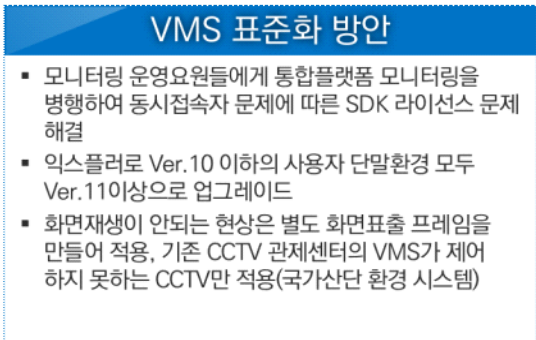 VMS 표준화 방안
▪ 모니터링 운영요원들에게 통합플랫폼 모니터링을
병행하여 동시접속자 문제에 따른 SDK 라이선스 문제
해결
▪ 익스플러로 Ver.10 이하의 사용자 단말환경 모두
Ver.11이상으로 업그레이드
▪ 화면재생이 안되는 현상은 별도 화면표출 프레임을
만들어 적용, 기존 CCTV 관제센터의 VMS가 제어
하지 못하는 CCTV만 적용(국가산단 환경 시스템)